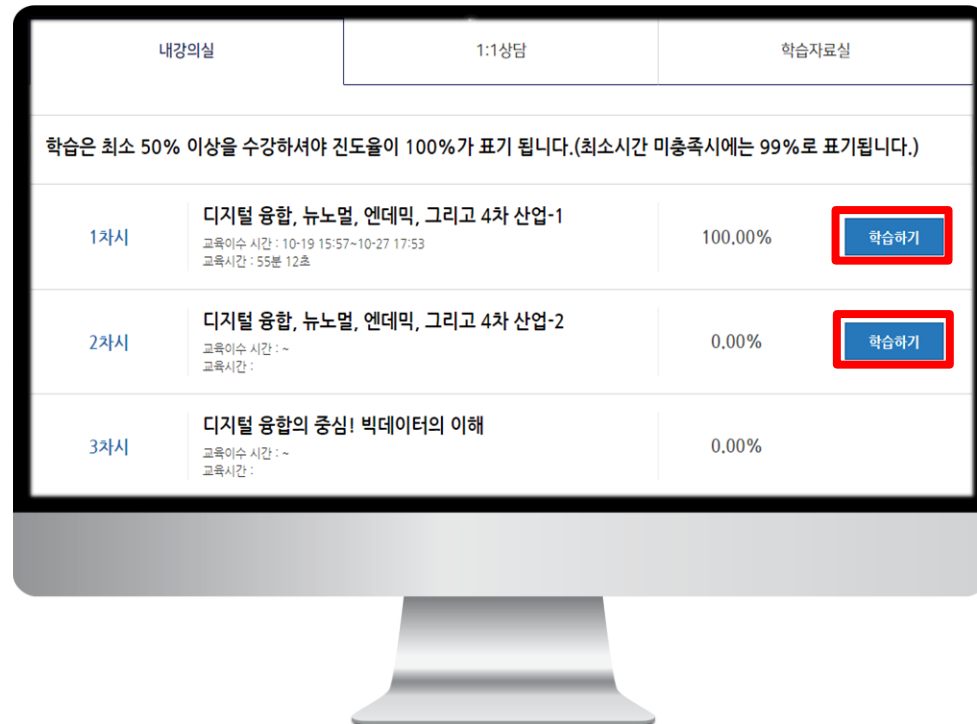 내강의실
1:1상담
학습자료실
학습은 최소 50% 이상을 수강하셔야 진도율이 100%가 표기 됩니다.(최소시간 미충족시에는 99%로 표기됩니다.)
1차시
디지털 융합, 뉴노멀, 엔데믹, 그리고 4차 산업-1
교육이수 시간 : 10-19 15:57~10-27 17:53
교육시간 : 55분 12초
100.00%
학습하기
2차시
디지털 융합, 뉴노멀, 엔데믹, 그리고 4차 산업-2
교육이수 시간 : ~
교육시간 :
0.00%
학습하기
3차시
디지털 융합의 중심! 빅데이터의 이해
교육이수 시간 : ~
교육시간 :
0.00%